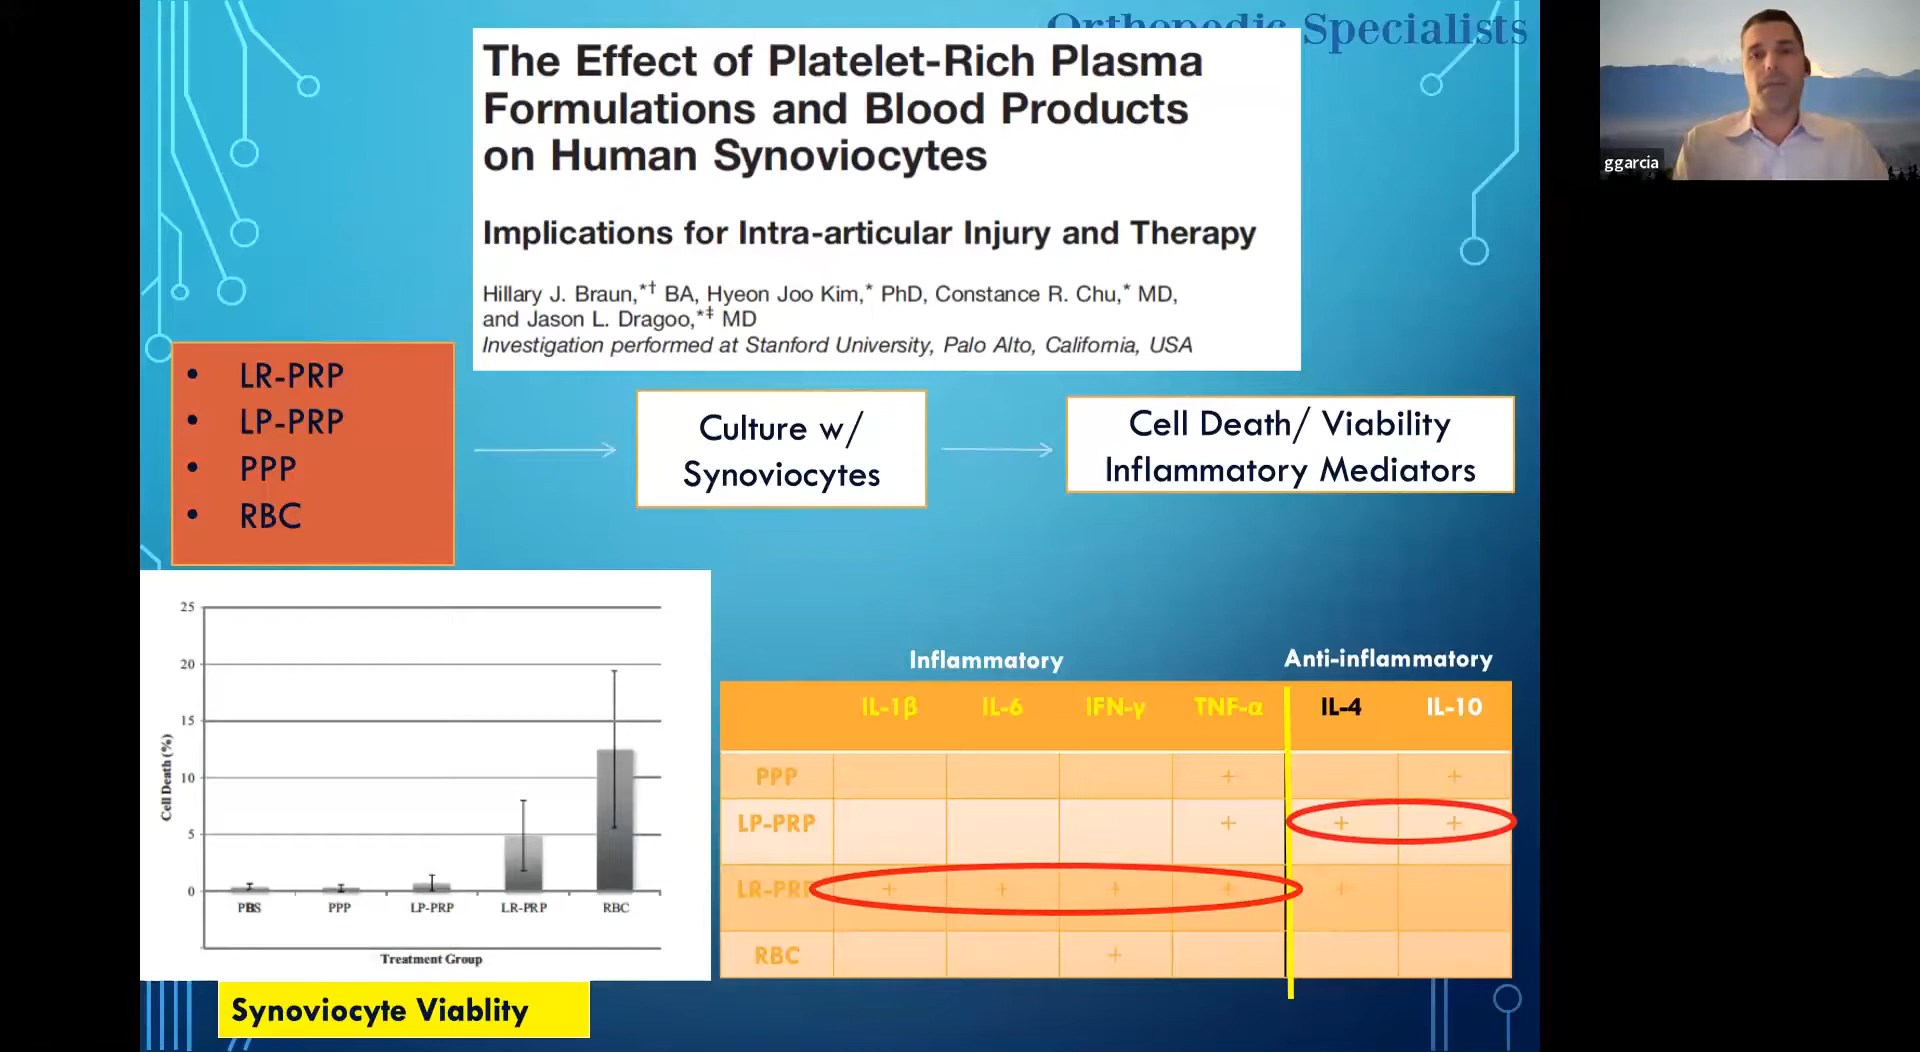 Orthopedic Specialists
The Effect of Platelet-Rich Plasma
Formulations and Blood Products
on Human Synoviocytes
Implications for Intra-articular Injury and Therapy
Hillary J. Braun,*† BA, Hyeon Joo Kim,* PhD, Constance R. Chu,* MD,
and Jason L. Dragoo,*‡ MD
Investigation performed at Stanford University, Palo Alto, California, USA
ggarcia
• LR-PRP
• LP-PRP
• PPP
• RBC
Culture w/
Synoviocytes
Cell Death/ Viability
Inflammatory Mediators
25
20
15
10
5
0
Cell Death (%)
PBS PPP LP-PRP LR-PRP RBC
Treatment Group
Synoviocyte Viablity
Inflammatory Anti-inflammatory
IL-1β IL-6 IFN-γ TNF-α IL-4 IL-10
PPP + +
LP-PRP + + +
LR-PRP + + + + +
RBC +